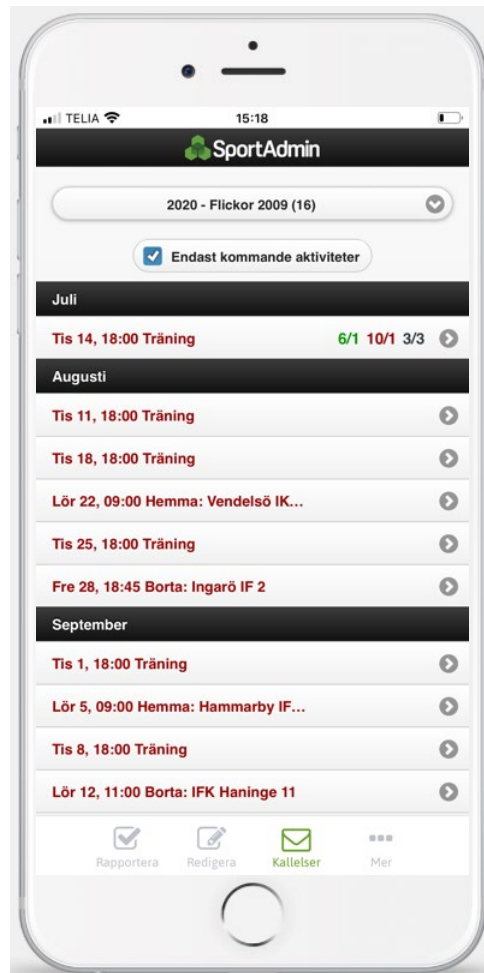 TELIA
15:18
SportAdmin
2020 - Flickor 2009 (16)
Endast kommande aktiviteter
Juli
Tis 14, 18:00 Träning 6/1 10/1 3/3
Augusti
Tis 11, 18:00 Träning
Tis 18, 18:00 Träning
Lör 22, 09:00 Hemma: Vendelsö IK...
Tis 25, 18:00 Träning
Fre 28, 18:45 Borta: Ingarö IF 2
September
Tis 1, 18:00 Träning
Lör 5, 09:00 Hemma: Hammarby IF...
Tis 8, 18:00 Träning
Lör 12, 11:00 Borta: IFK Haninge 11
Rapportera Redigera Kallelser Mer